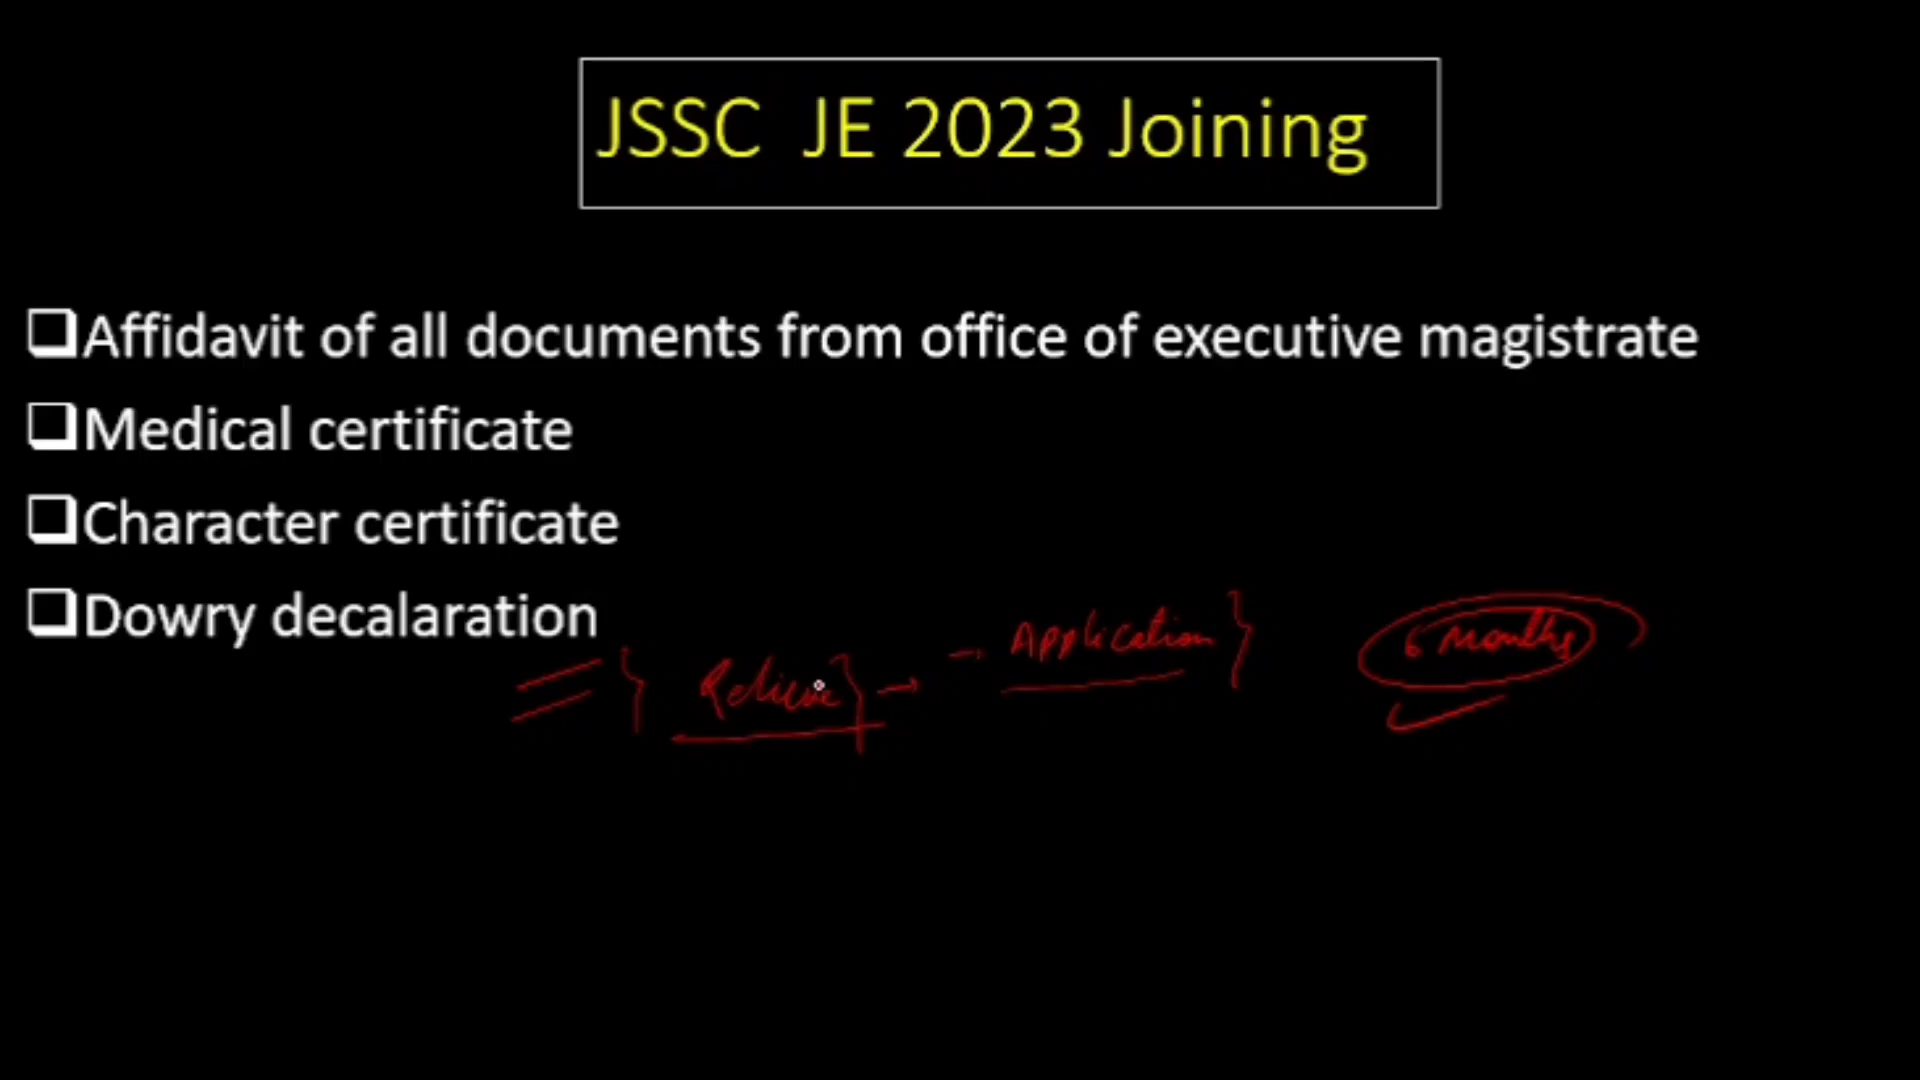 JSSC JE 2023 Joining
Affidavit of all documents from office of executive magistrate
Medical certificate
Character certificate
Dowry decalaration
Relieve → → Application 6 months